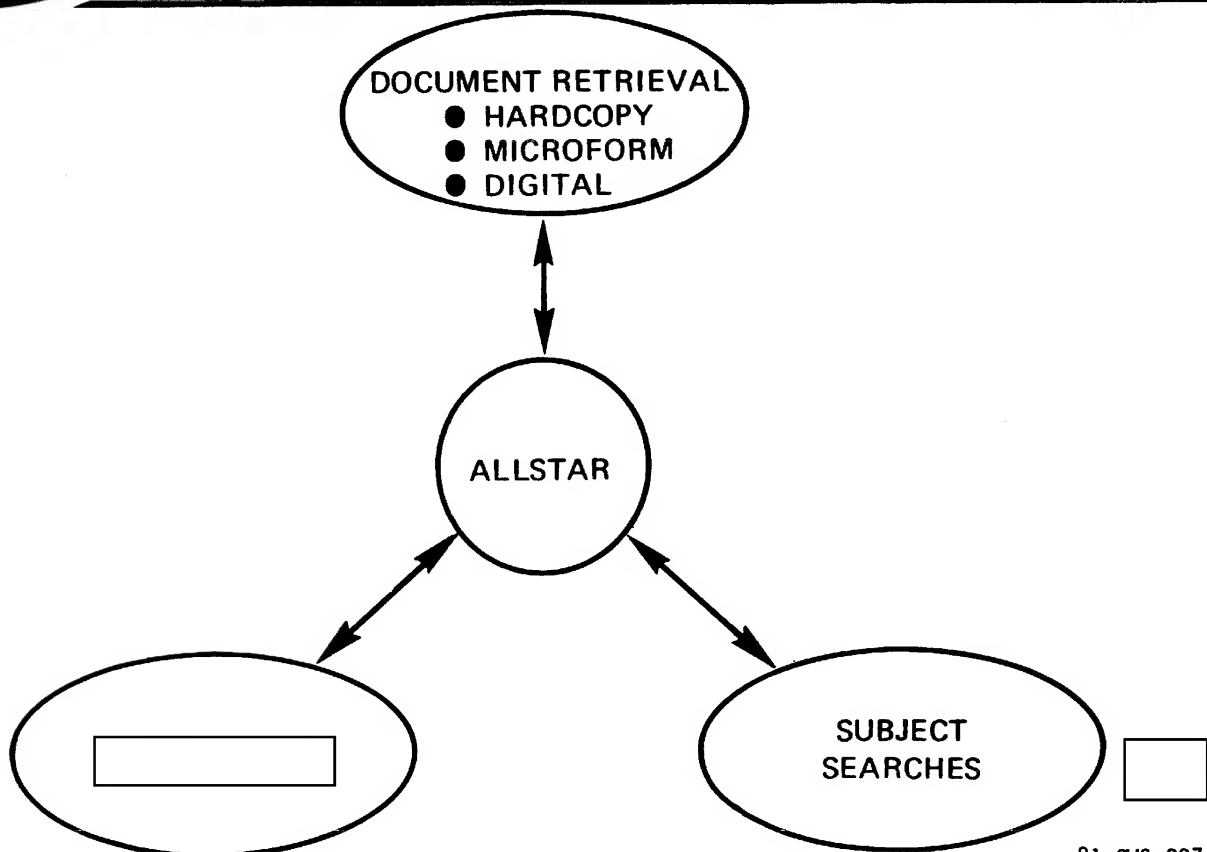 DOCUMENT RETRIEVAL
● HARDCOPY
● MICROFORM
● DIGITAL
ALLSTAR
SUBJECT
SEARCHES